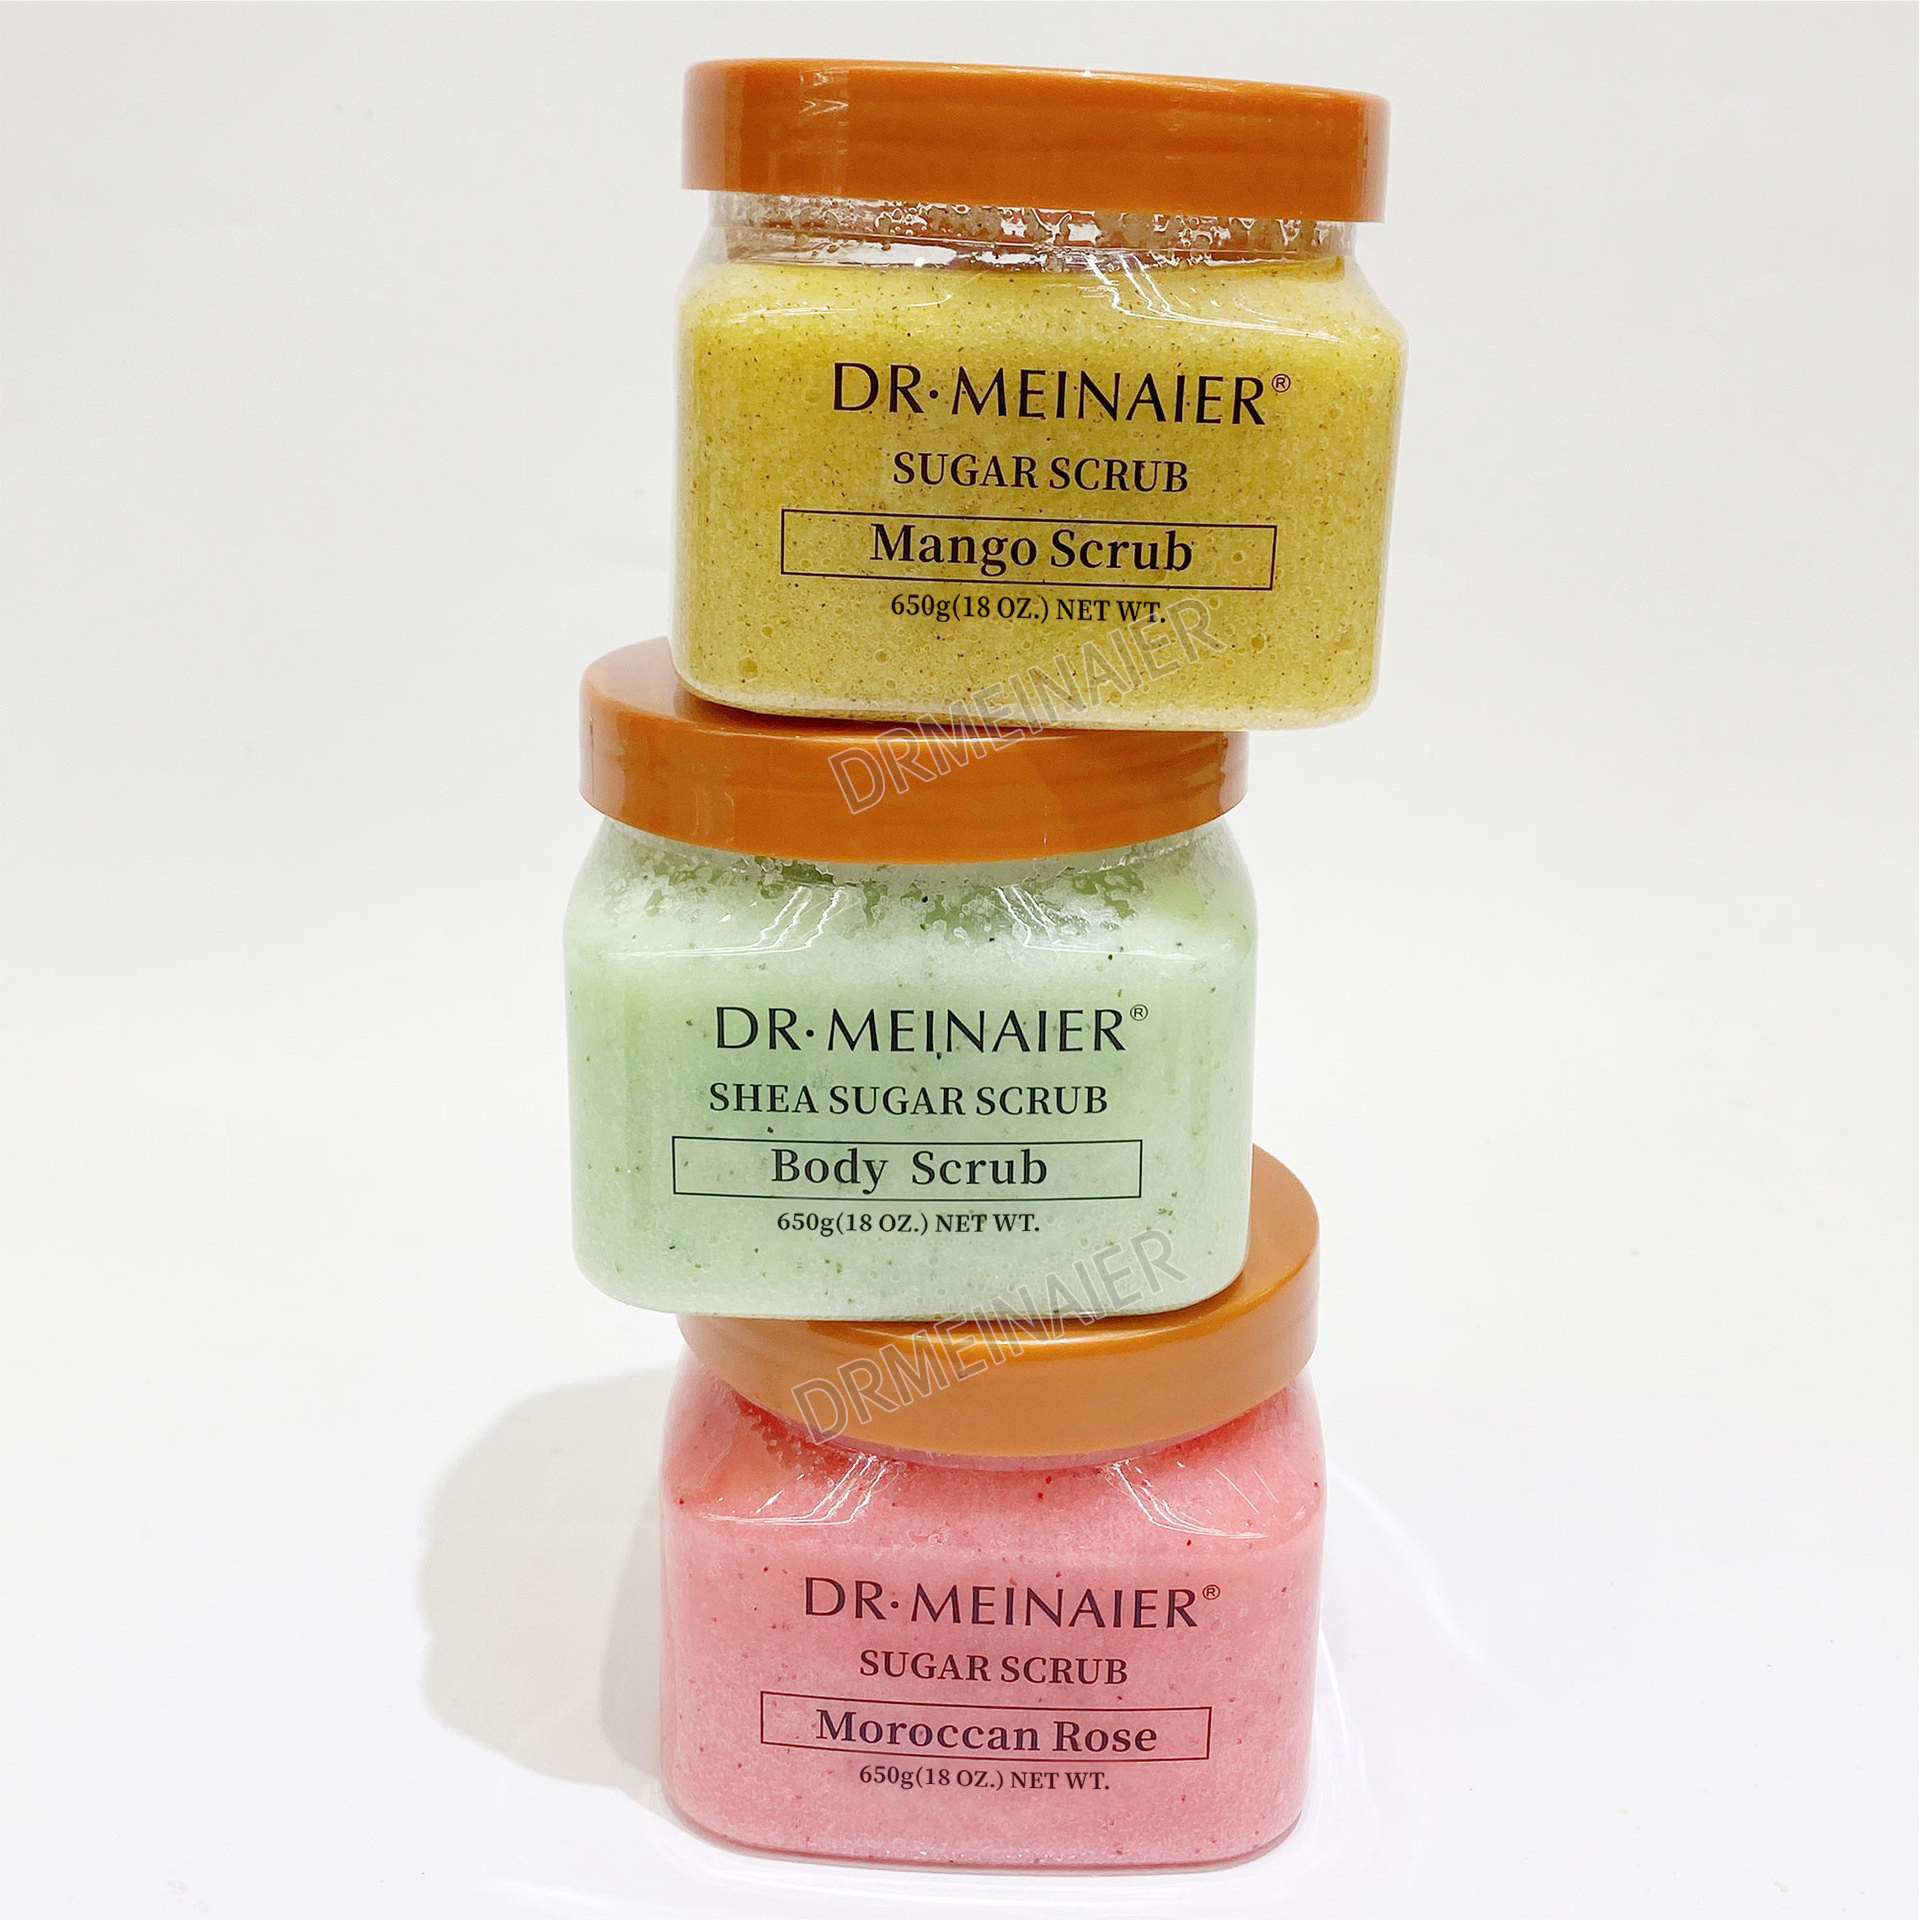 DR·MEINAIER®
SUGAR SCRUB
Mango Scrub
650g(18 OZ.) NET WT.
DRMEINAIER
DR·MEINAIER®
SHEA SUGAR SCRUB
Body Scrub
650g(18 OZ.) NET WT.
DRMEINAIER
DR·MEINAIER®
SUGAR SCRUB
Moroccan Rose
650g(18 OZ.) NET WT.